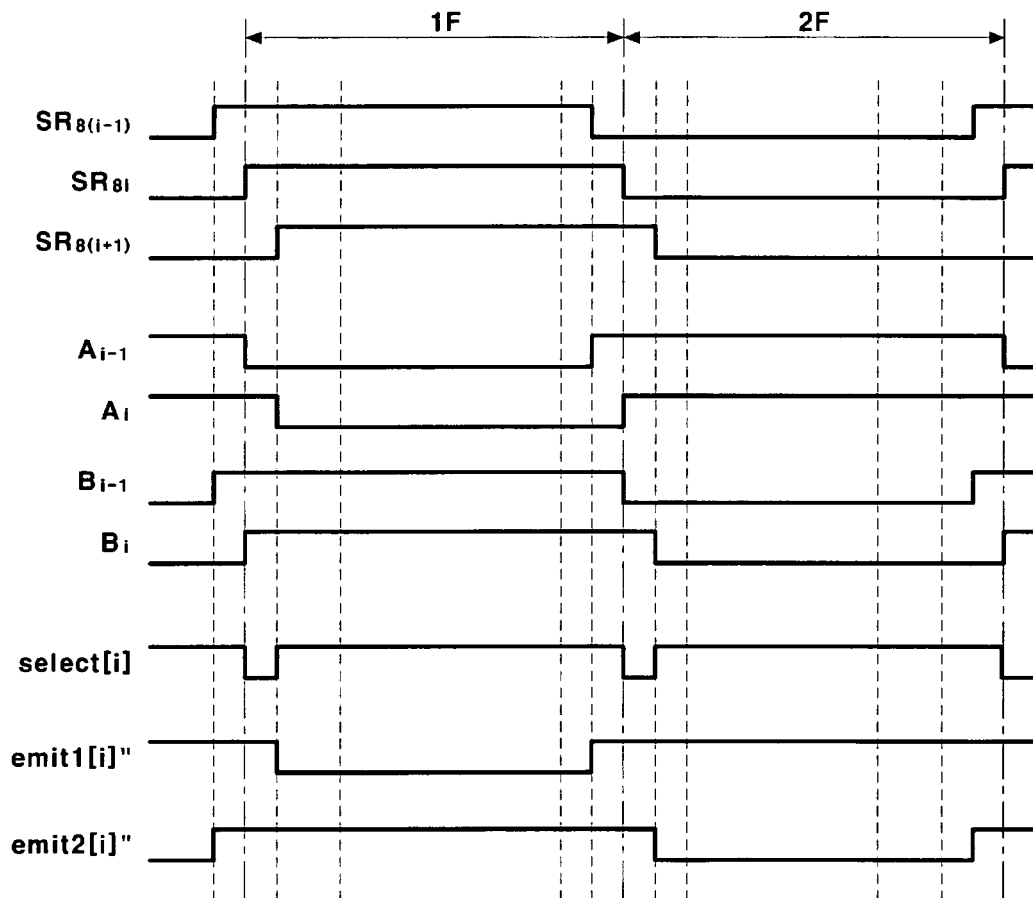 1F 2F
SR8(i-1)
SR8i
SR8(i+1)
Ai-1
Ai
Bi-1
Bi
select[i]
emit1[i]"
emit2[i]"